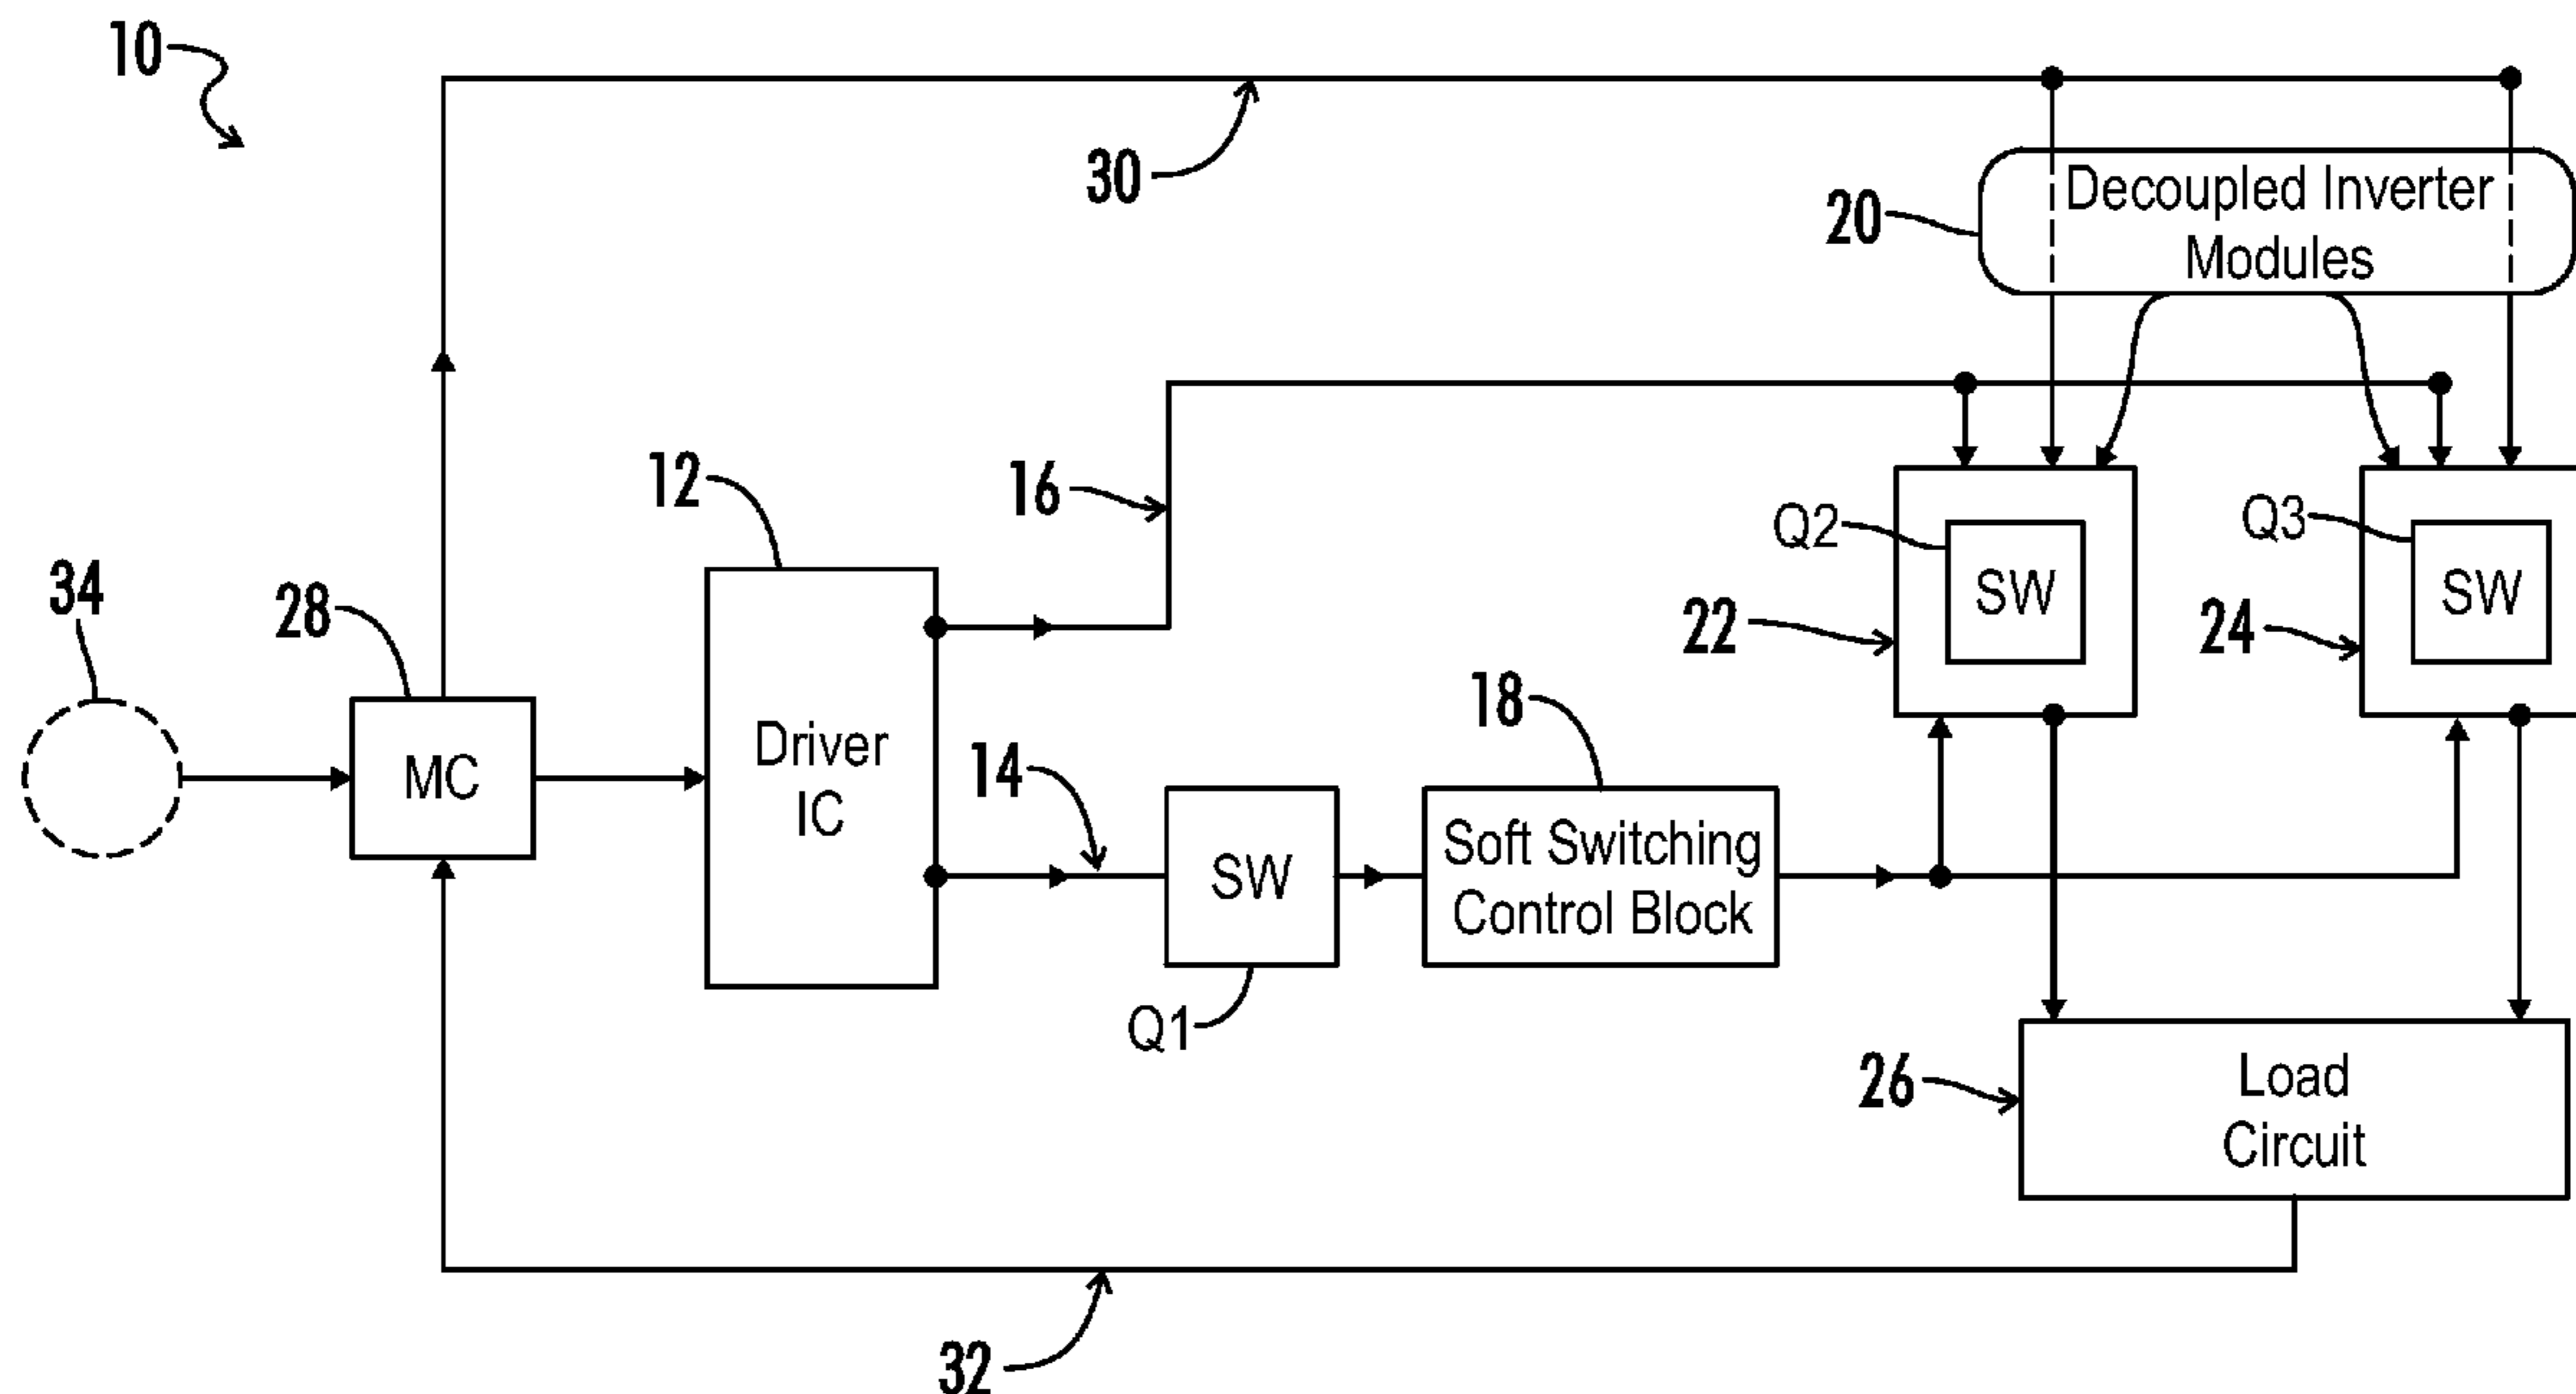 10
30
20
Decoupled Inverter
Modules
12
16
Q2
Q3
34
28
SW
SW
22
24
18
MC
Driver
IC
14
SW
Soft Switching
Control Block
Q1
26
Load
Circuit
32